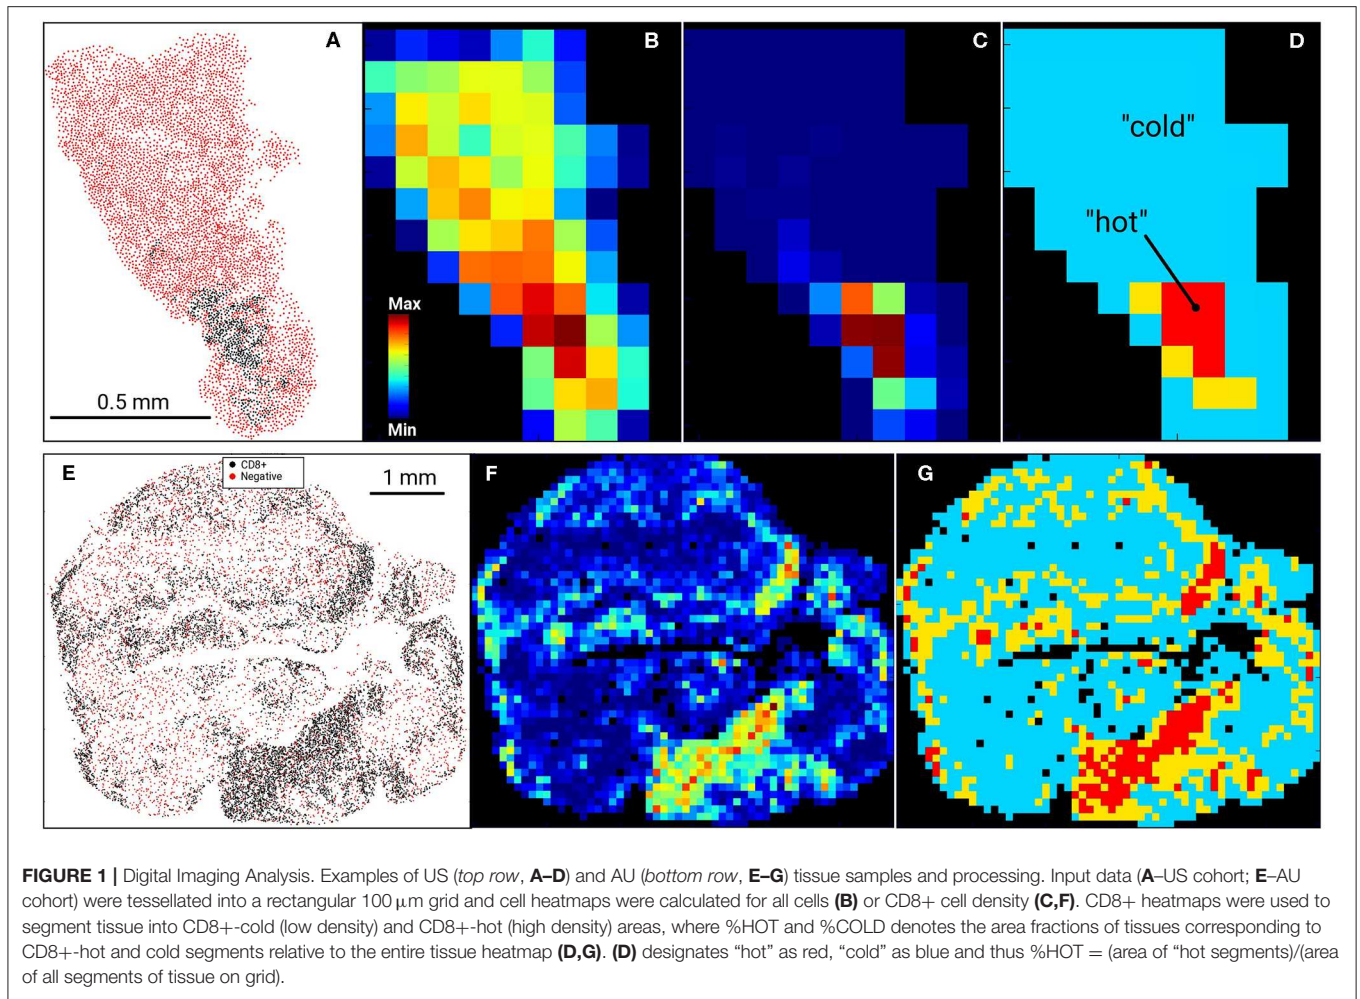 A
B
C
D
"cold"
"hot"
Max
Min
0.5 mm
E
CD8+
Negative
1 mm
F
G
FIGURE 1 | Digital Imaging Analysis. Examples of US (top row, A–D) and AU (bottom row, E–G) tissue samples and processing. Input data (A–US cohort; E–AU
cohort) were tessellated into a rectangular 100 μm grid and cell heatmaps were calculated for all cells (B) or CD8+ cell density (C,F). CD8+ heatmaps were used to
segment tissue into CD8+-cold (low density) and CD8+-hot (high density) areas, where %HOT and %COLD denotes the area fractions of tissues corresponding to
CD8+-hot and cold segments relative to the entire tissue heatmap (D,G). (D) designates “hot” as red, “cold” as blue and thus %HOT = (area of “hot segments)/(area
of all segments of tissue on grid).